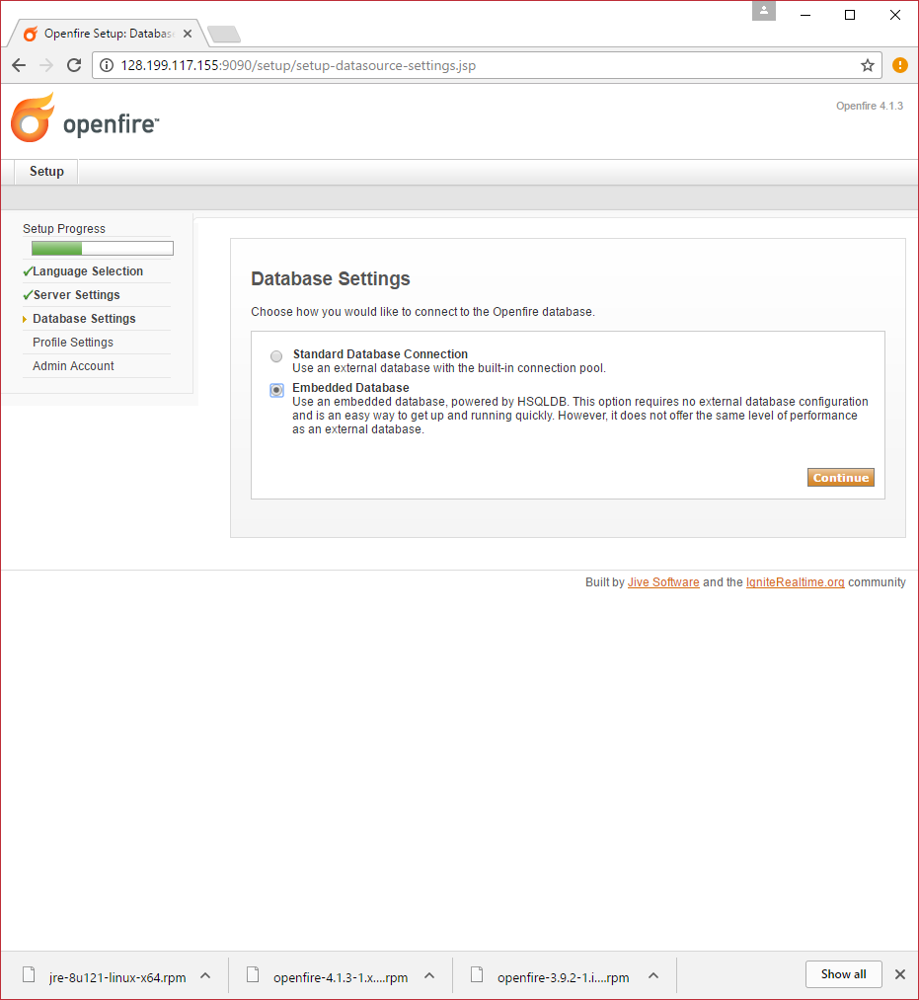 Openfire Setup: Databas
128.199.117.155:9090/setup/setup-datasource-settings.jsp
openfire™
Openfire 4.1.3
Setup
Setup Progress
Language Selection
Server Settings
Database Settings
Profile Settings
Admin Account
Database Settings
Choose how you would like to connect to the Openfire database.
Standard Database Connection
Use an external database with the built-in connection pool.
Embedded Database
Use an embedded database, powered by HSQLDB. This option requires no external database configuration
and is an easy way to get up and running quickly. However, it does not offer the same level of performance
as an external database.
Continue
Built by Jive Software and the IgniteRealtime.org community
jre-8u121-linux-x64.rpm
openfire-4.1.3-1.x....rpm
openfire-3.9.2-1.i....rpm
Show all